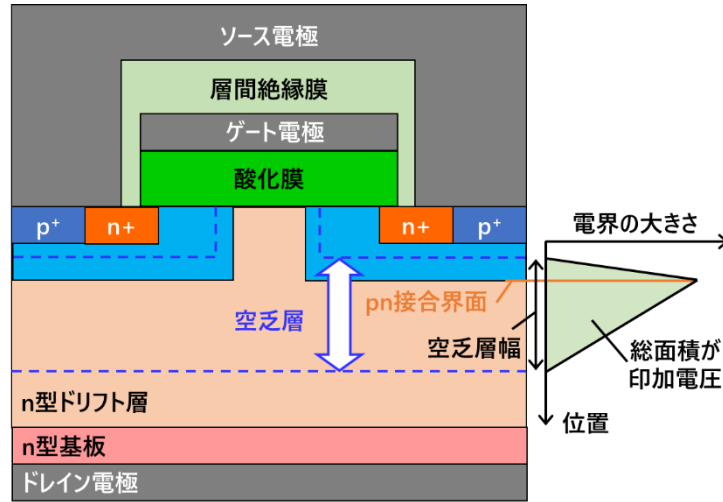 ソース電極
層間絶縁膜
ゲート電極
酸化膜
p+
n+
n+
p+
電界の大きさ
空乏層
pn接合界面
空乏層幅
総面積が
印加電圧
n型ドリフト層
位置
n型基板
ドレイン電極